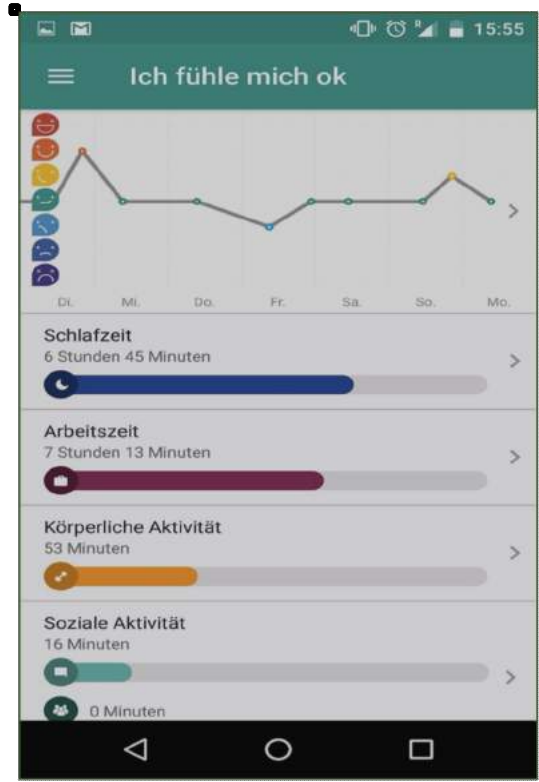 15:55
Ich fühle mich ok
Di. Mi. Do. Fr. Sa. So. Mo.
Schlafzeit
6 Stunden 45 Minuten
Arbeitszeit
7 Stunden 13 Minuten
Körperliche Aktivität
53 Minuten
Soziale Aktivität
16 Minuten
0 Minuten